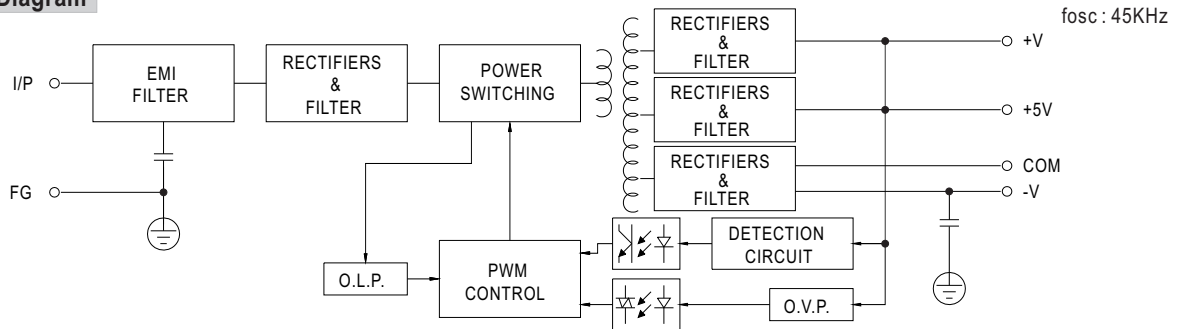 Diagram
fosc : 45KHz
I/P
EMI
FILTER
RECTIFIERS
&
FILTER
POWER
SWITCHING
RECTIFIERS
&
FILTER
+V
RECTIFIERS
&
FILTER
+5V
RECTIFIERS
&
FILTER
COM
-V
FG
O.L.P.
PWM
CONTROL
DETECTION
CIRCUIT
O.V.P.